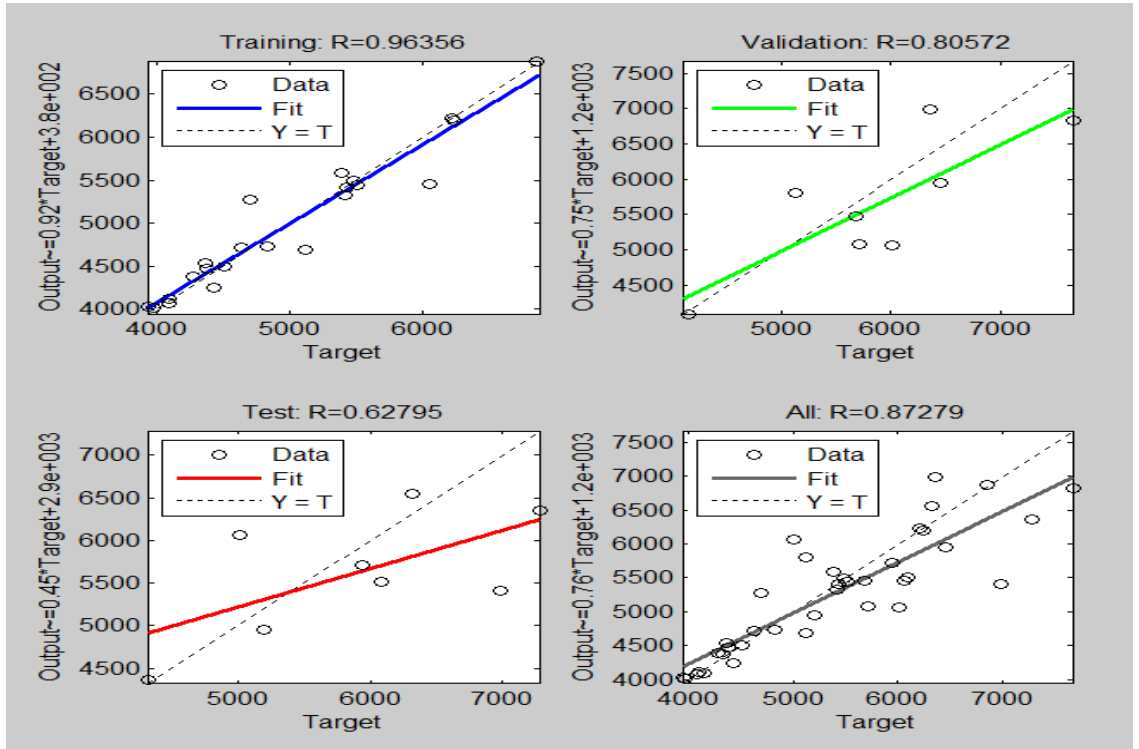 Training: R=0.96356
Output~=0.92*Target+3.8e+002
6500
6000
5500
5000
4500
4000
Data
Fit
Y = T
4000 5000 6000
Target
Validation: R=0.80572
Output~=0.75*Target+1.2e+003
7500
7000
6500
6000
5500
5000
4500
Data
Fit
Y = T
5000 6000 7000
Target
Test: R=0.62795
Output~=0.45*Target+2.9e+003
7000
6500
6000
5500
5000
4500
Data
Fit
Y = T
5000 6000 7000
Target
All: R=0.87279
Output~=0.76*Target+1.2e+003
7500
7000
6500
6000
5500
5000
4500
4000
Data
Fit
Y = T
4000 5000 6000 7000
Target